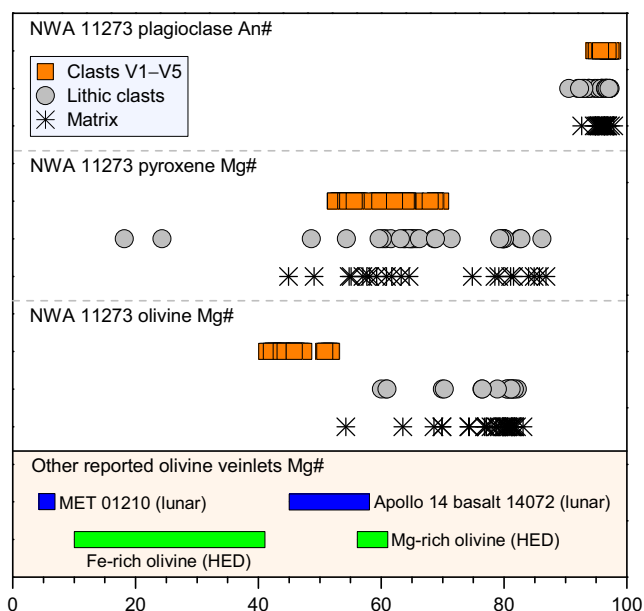 NWA 11273 plagioclase An#
Clasts V1–V5
Lithic clasts
Matrix
NWA 11273 pyroxene Mg#
NWA 11273 olivine Mg#
Other reported olivine veinlets Mg#
MET 01210 (lunar) Apollo 14 basalt 14072 (lunar)
Mg-rich olivine (HED)
Fe-rich olivine (HED)
0 20 40 60 80 100